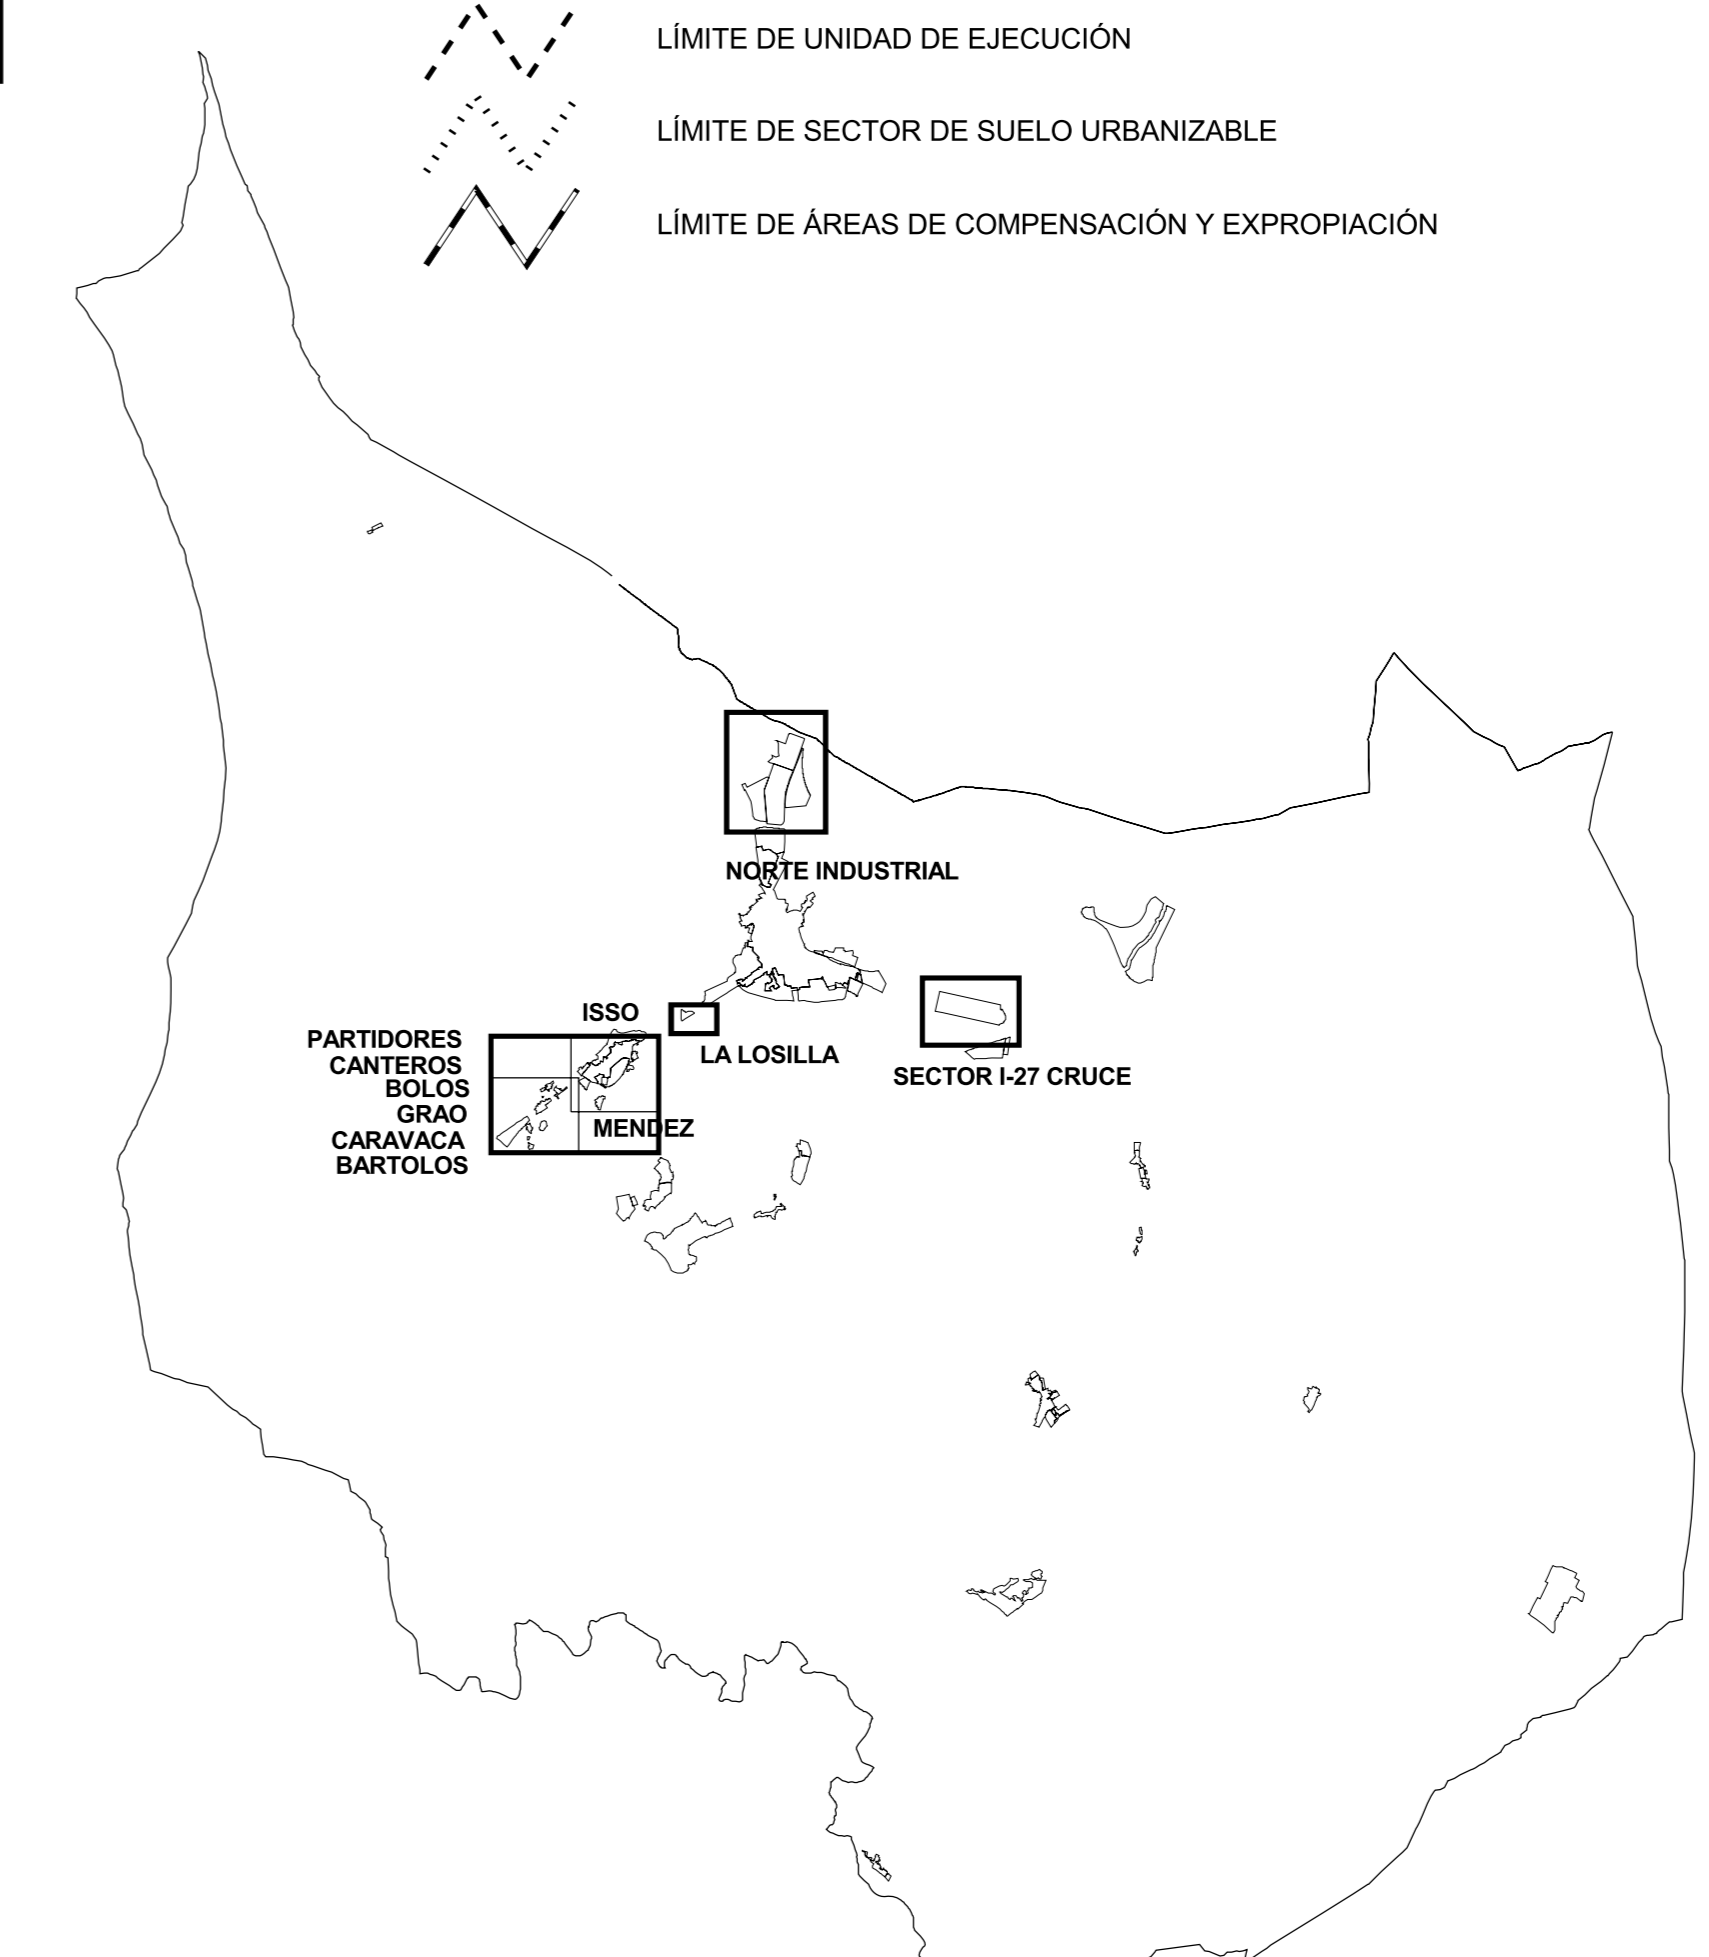 LÍMITE DE UNIDAD DE EJECUCIÓN
LÍMITE DE SECTOR DE SUELO URBANIZABLE
LÍMITE DE ÁREAS DE COMPENSACIÓN Y EXPROPIACIÓN
NORTE INDUSTRIAL
ISSO
PARTIDORES
CANTEROS
BOLOS
GRAO
CARAVACA
BARTOLOS
LA LOSILLA
SECTOR I-27 CRUCE
MENDEZ